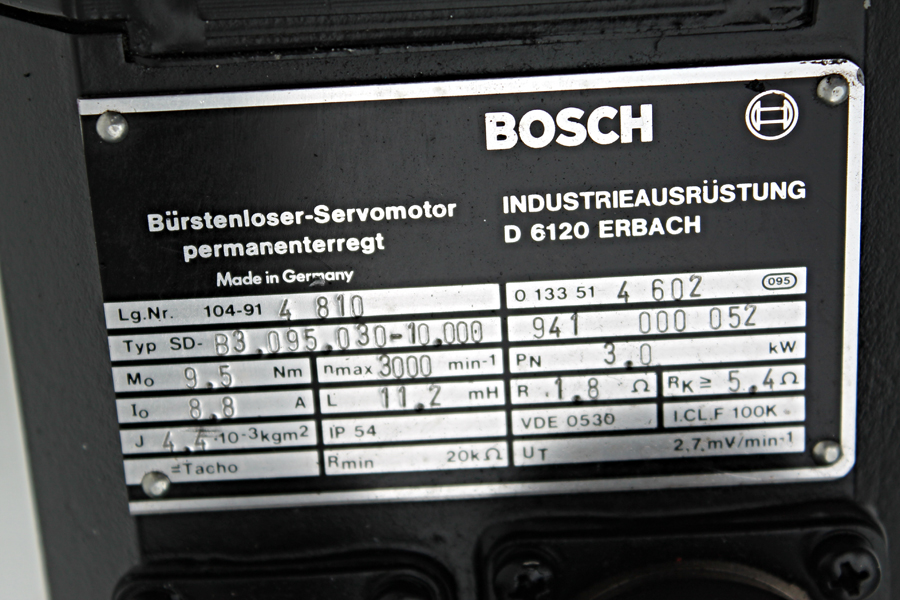 BOSCH
Bürstenloser-Servomotor
permanenterregt
Made in Germany
INDUSTRIEAUSRÜSTUNG
D 6120 ERBACH
Lg.Nr. 104-91 4 810
0 133 51 4 602 095
Typ SD- B3.095.030-10.000
941 000 052
Mo 9.5 Nm
nmax 3000 min-1
PN 3.0 kW
Io 8.8 A
L 11.2 mH
R .1,8 Ω
RK ≥ 5.4 Ω
J 4.4 ·10-3kgm2
IP 54
VDE 0530
I.CL.F 100K
=Tacho
Rmin 20kΩ
UT 2,7.mV/min-1